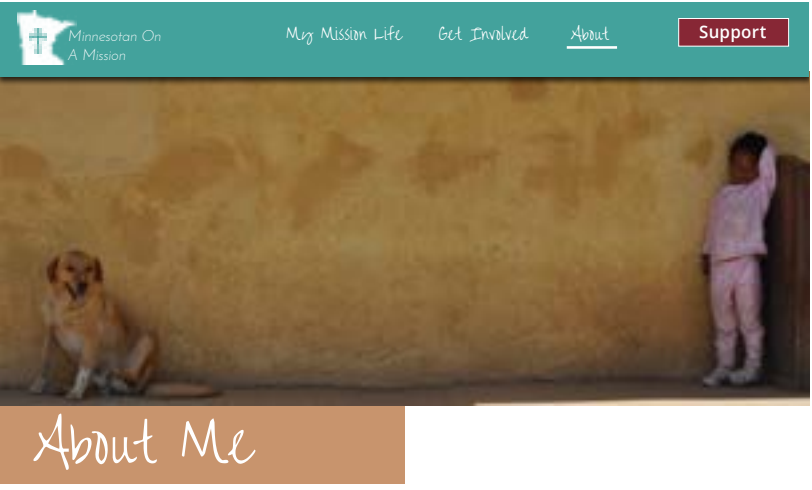 Minnesotan On
A Mission
My Mission Life
Get Involved
About
Support
About Me